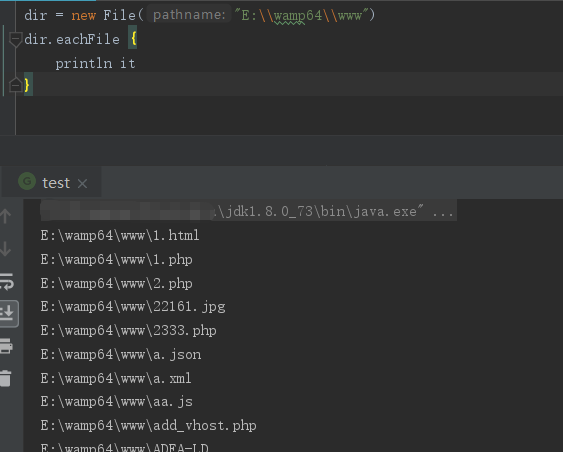 dir = new File( pathname: "E:\\wamp64\\www")
dir.eachFile {
println it
}
test
\jdk1.8.0_73\bin\java.exe" ...
E:\wamp64\www\1.html
E:\wamp64\www\1.php
E:\wamp64\www\2.php
E:\wamp64\www\22161.jpg
E:\wamp64\www\2333.php
E:\wamp64\www\a.json
E:\wamp64\www\a.xml
E:\wamp64\www\aa.js
E:\wamp64\www\add_vhost.php
E:\wamp64\www\ADFA-LD